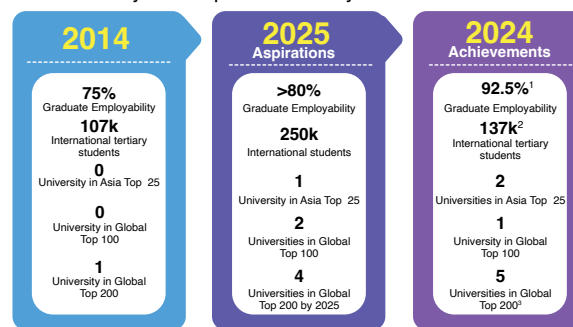 2014
75%
Graduate Employability
107k
International tertiary
students
0
University in Asia Top 25
0
University in Global
Top 100
1
University in Global
Top 200
2025
Aspirations
>80%
Graduate Employability
250k
International students
1
University in Asia Top 25
2
Universities in Global
Top 100
4
Universities in Global
Top 200 by 2025
2024
Achievements
92.5%¹
Graduate Employability
137k²
International tertiary
students
2
Universities in Asia Top 25
1
University in Global
Top 100
5
Universities in Global
Top 200³